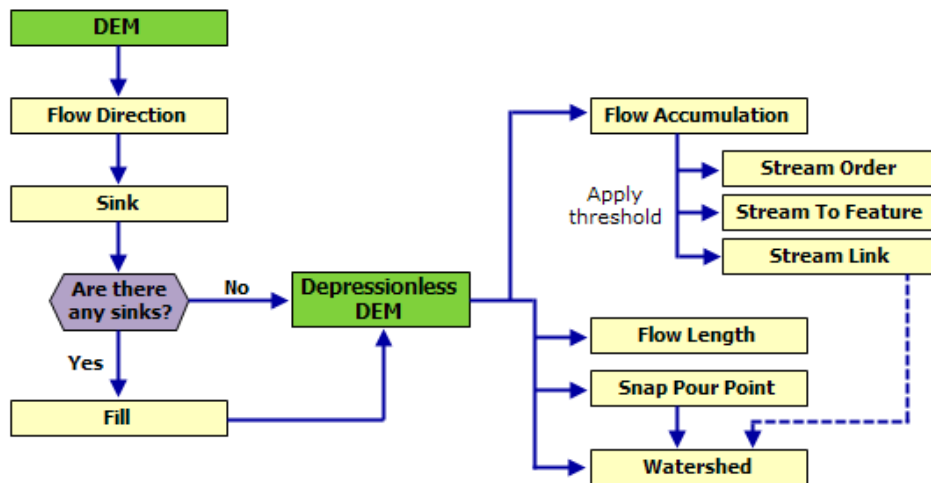 DEM
Flow Direction
Sink
Are there
any sinks?
No
Yes
Fill
Depressionless
DEM
Flow Accumulation
Apply
threshold
Stream Order
Stream To Feature
Stream Link
Flow Length
Snap Pour Point
Watershed